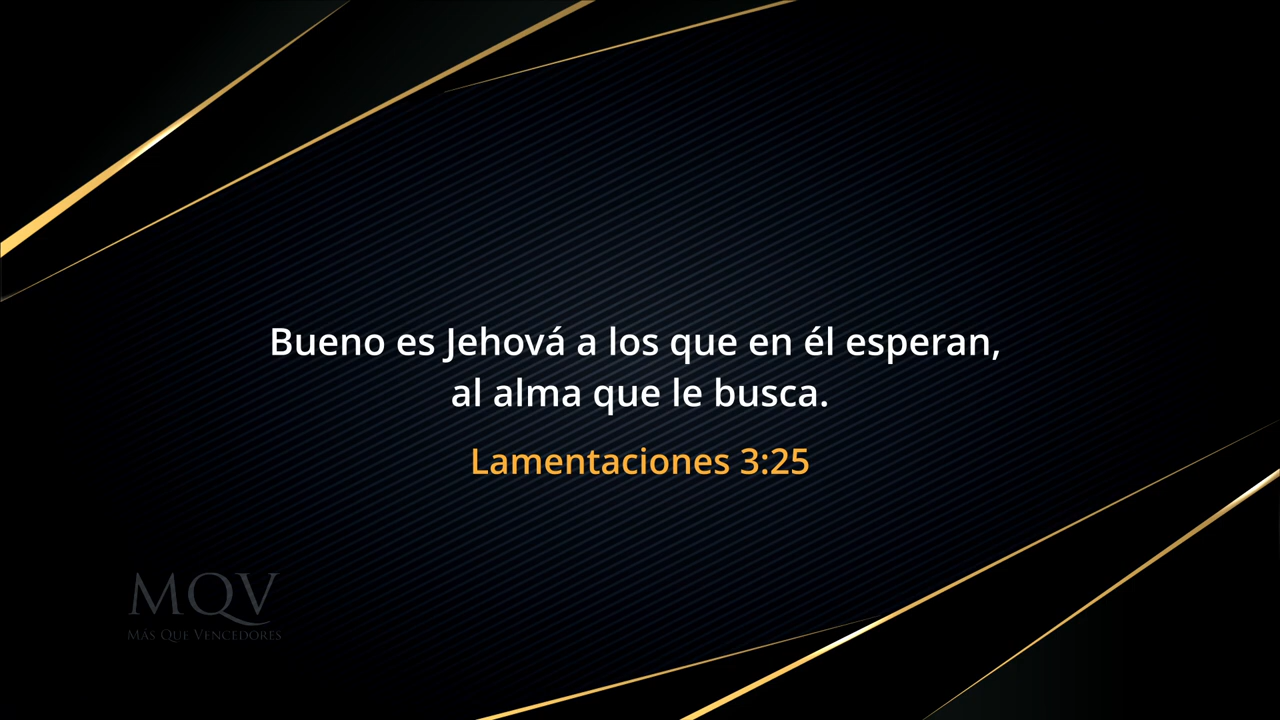 Bueno es Jehová a los que en él esperan,
al alma que le busca.
Lamentaciones 3:25
MQV
Más Que Vencedores